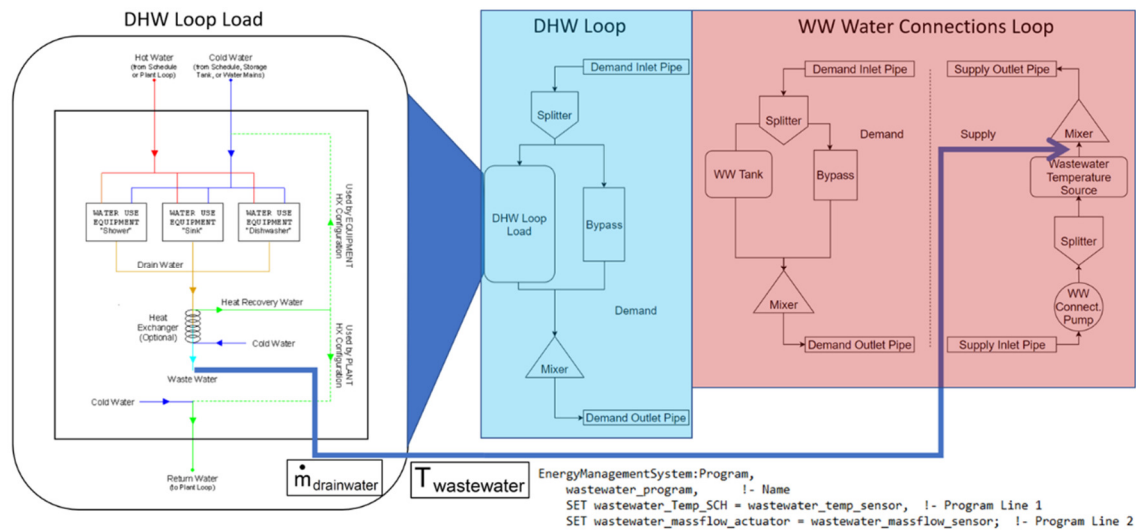 DHW Loop Load
Hot Water
(from Schedule
or Plant Loop)
Cold Water
(from Schedule, Storage
Tank, or Water Mains)
WATER USE
EQUIPMENT
"Shower"
WATER USE
EQUIPMENT
"Sink"
WATER USE
EQUIPMENT
"Dishwasher"
Drain Water
Used by EQUIPMENT
HX Configuration
Heat Recovery Water
Heat
Exchanger
(Optional)
Cold Water
Used by PLANT
HX Configuration
Waste Water
Cold Water
Return Water
(to Plant Loop)
ṁ drainwater
DHW Loop
Demand Inlet Pipe
Splitter
DHW Loop
Load
Bypass
Demand
Mixer
Demand Outlet Pipe
WW Water Connections Loop
Demand Inlet Pipe
Splitter
Demand
WW Tank
Bypass
Mixer
Demand Outlet Pipe
Supply Outlet Pipe
Supply
Mixer
Wastewater
Temperature
Source
Splitter
WW
Connect.
Pump
Supply Inlet Pipe
T wastewater
EnergyManagementSystem:Program,
wastewater_program, !- Name
SET wastewater_Temp_SCH = wastewater_temp_sensor, !- Program Line 1
SET wastewater_massflow_actuator = wastewater_massflow_sensor; !- Program Line 2